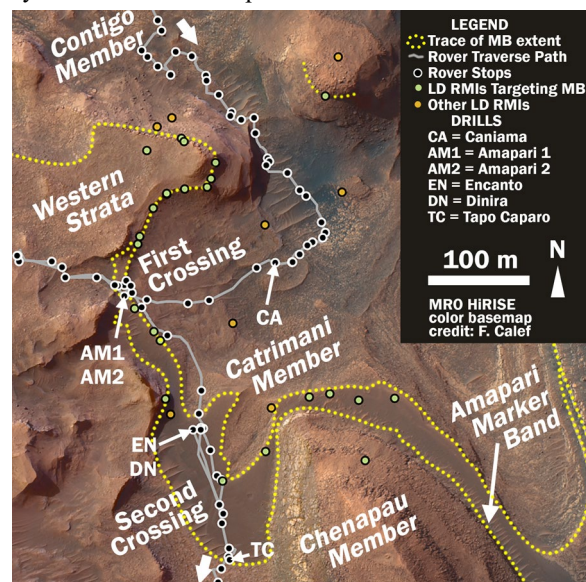 Contigo
Member
Western
Strata
First
Crossing
AM1
AM2
CA
Catrimani
Member
EN
DN
Second
Crossing
TC
Chenapau
Member
Amapari
Marker
Band
LEGEND
Trace of MB extent
Rover Traverse Path
Rover Stops
LD RMIs Targeting MB
Other LD RMIs
DRILLS
CA = Caniama
AM1 = Amapari 1
AM2 = Amapari 2
EN = Encanto
DN = Dinira
TC = Tapo Caparo
N
100 m
MRO HiRISE
color basemap
credit: F. Calef